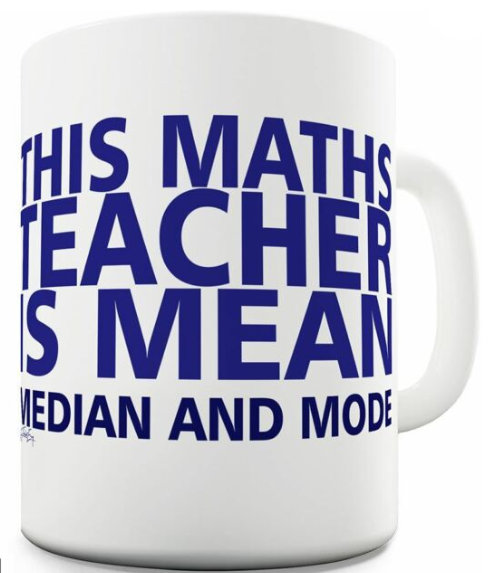 THIS MATHS
TEACHER
IS MEAN
MEDIAN AND MODE